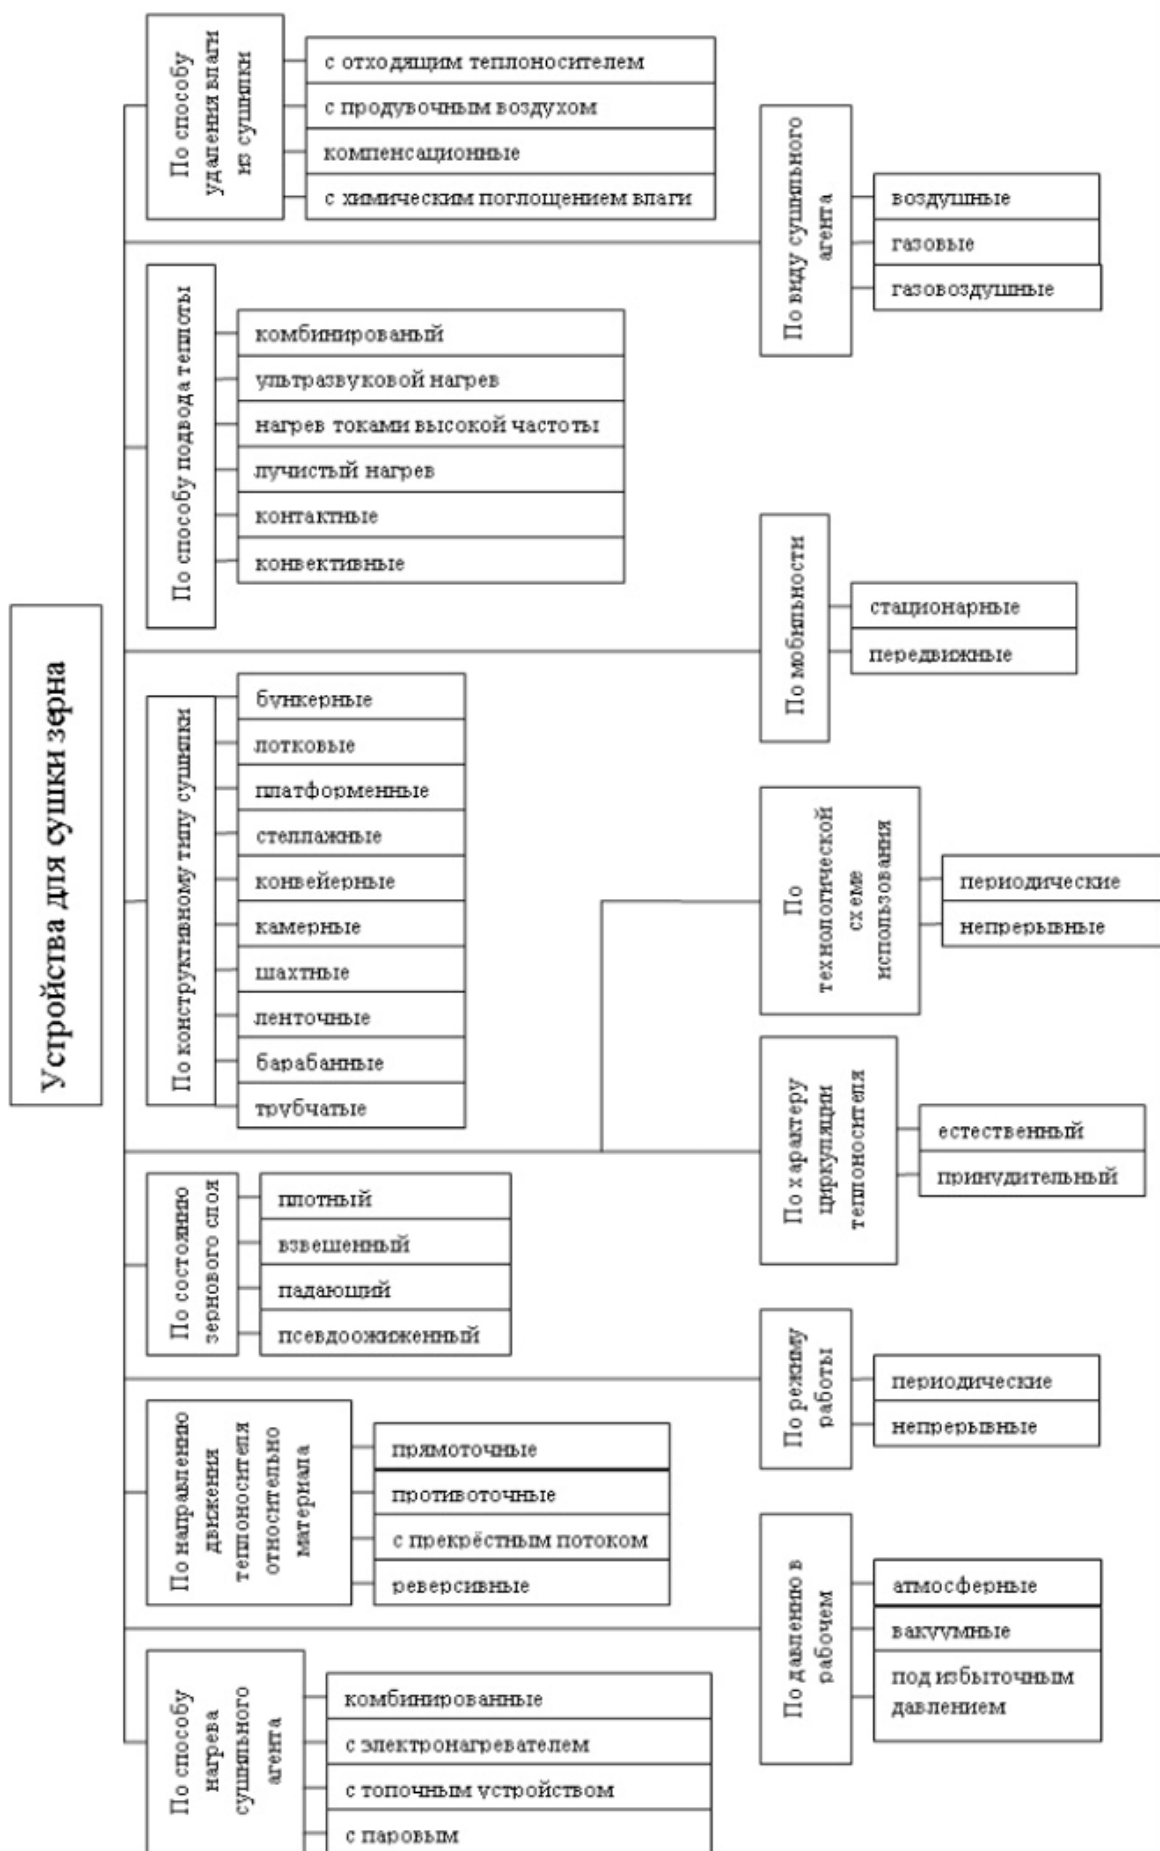 Устройства для сушки зерна
По способу
удаления влаги
из сушилки
с отходящим теплоносителем
с продувочным воздухом
компенсационные
с химическим поглощением влаги
По виду сушильного
агента
воздушные
газовые
газовоздушные
По способу подвода теплоты
комбинированый
ультразвуковой нагрев
нагрев токами высокой частоты
лучистый нагрев
контактные
конвективные
По мобильности
стационарные
передвижные
По конструктивному типу сушилки
бункерные
лотковые
платформенные
стеллажные
конвейерные
камерные
шахтные
ленточные
барабанные
трубчатые
По
технологической
схеме
использования
периодические
непрерывные
По характеру
циркуляции
теплоносителя
естественный
принудительный
По состоянию
зернового слоя
плотный
взвешенный
падающий
псевдоожиженный
По режиму
работы
периодические
непрерывные
По направлению
движения
теплоносителя
относительно
материала
прямоточные
противоточные
с прекрёстным потоком
реверсивные
По давлению в
рабочем
атмосферные
вакуумные
под избыточным
давлением
По способу
нагрева
сушильного
агента
комбинированные
с электронагревателем
с топочным устройством
с паровым